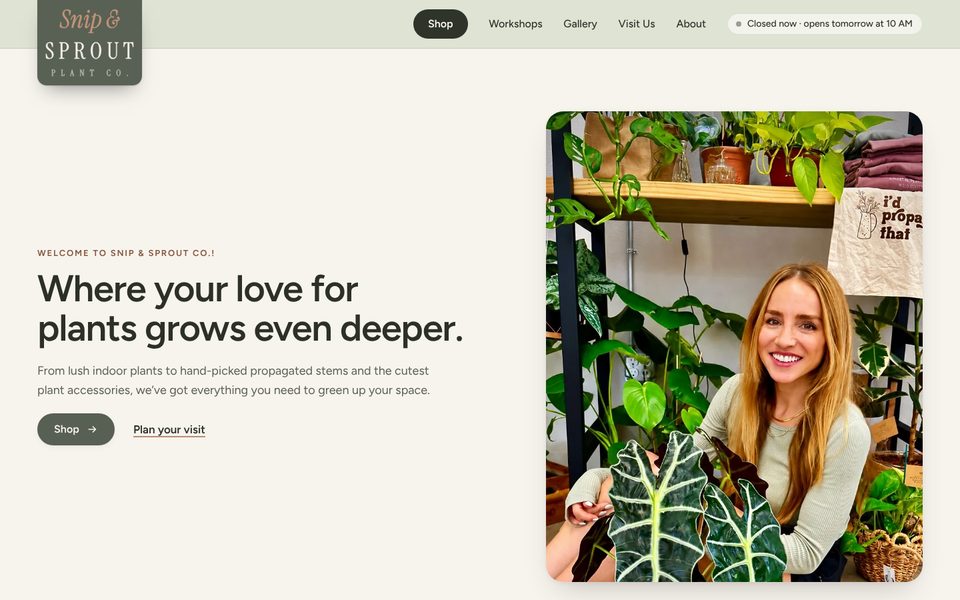 Snip &
SPROUT
PLANT CO.
Shop
Workshops
Gallery
Visit Us
About
Closed now · opens tomorrow at 10 AM
WELCOME TO SNIP & SPROUT CO.!
Where your love for
plants grows even deeper.
From lush indoor plants to hand-picked propagated stems and the cutest
plant accessories, we’ve got everything you need to green up your space.
Shop →
Plan your visit
i'd
propa
that